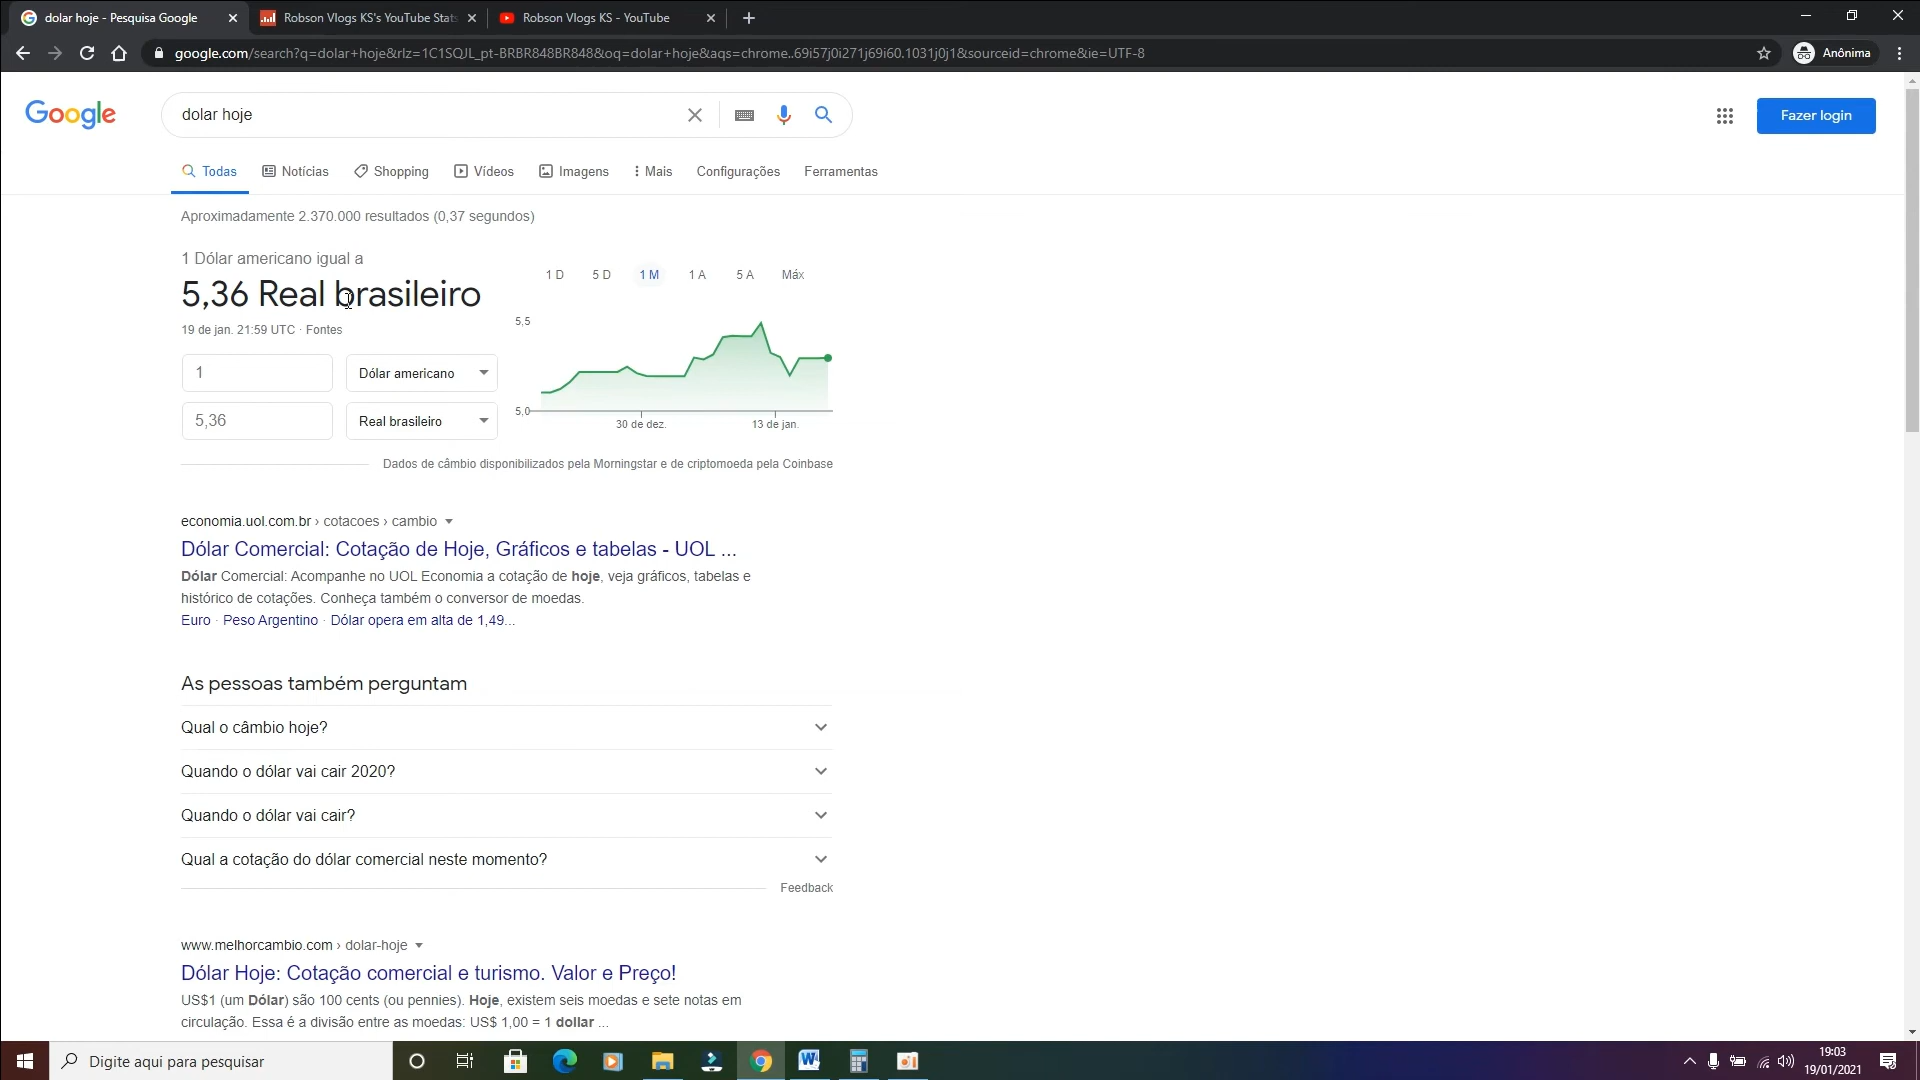 dolar hoje - Pesquisa Google
Robson Vlogs KS's YouTube Stats
Robson Vlogs KS - YouTube
google.com/search?q=dolar+hoje&rlz=1C1SQJL_pt-BRBR848BR848&oq=dolar+hoje&aqs=chrome..69i57j0i271j69i60.1031j0j1&sourceid=chrome&ie=UTF-8
Anônima
Google
dolar hoje
Fazer login
Todas Notícias Shopping Vídeos Imagens Mais Configurações Ferramentas
Aproximadamente 2.370.000 resultados (0,37 segundos)
1 Dólar americano igual a
5,36 Real brasileiro
19 de jan. 21:59 UTC · Fontes
1 Dólar americano
5,36 Real brasileiro
1 D 5 D 1 M 1 A 5 A Máx
5,5
5,0
30 de dez. 13 de jan.
Dados de câmbio disponibilizados pela Morningstar e de criptomoeda pela Coinbase
economia.uol.com.br › cotacoes › cambio
Dólar Comercial: Cotação de Hoje, Gráficos e tabelas - UOL ...
Dólar Comercial: Acompanhe no UOL Economia a cotação de hoje, veja gráficos, tabelas e
histórico de cotações. Conheça também o conversor de moedas.
Euro · Peso Argentino · Dólar opera em alta de 1,49...
As pessoas também perguntam
Qual o câmbio hoje?
Quando o dólar vai cair 2020?
Quando o dólar vai cair?
Qual a cotação do dólar comercial neste momento?
Feedback
www.melhorcambio.com › dolar-hoje
Dólar Hoje: Cotação comercial e turismo. Valor e Preço!
US$1 (um Dólar) são 100 cents (ou pennies). Hoje, existem seis moedas e sete notas em
circulação. Essa é a divisão entre as moedas: US$ 1,00 = 1 dollar ...
Digite aqui para pesquisar
19:03
19/01/2021